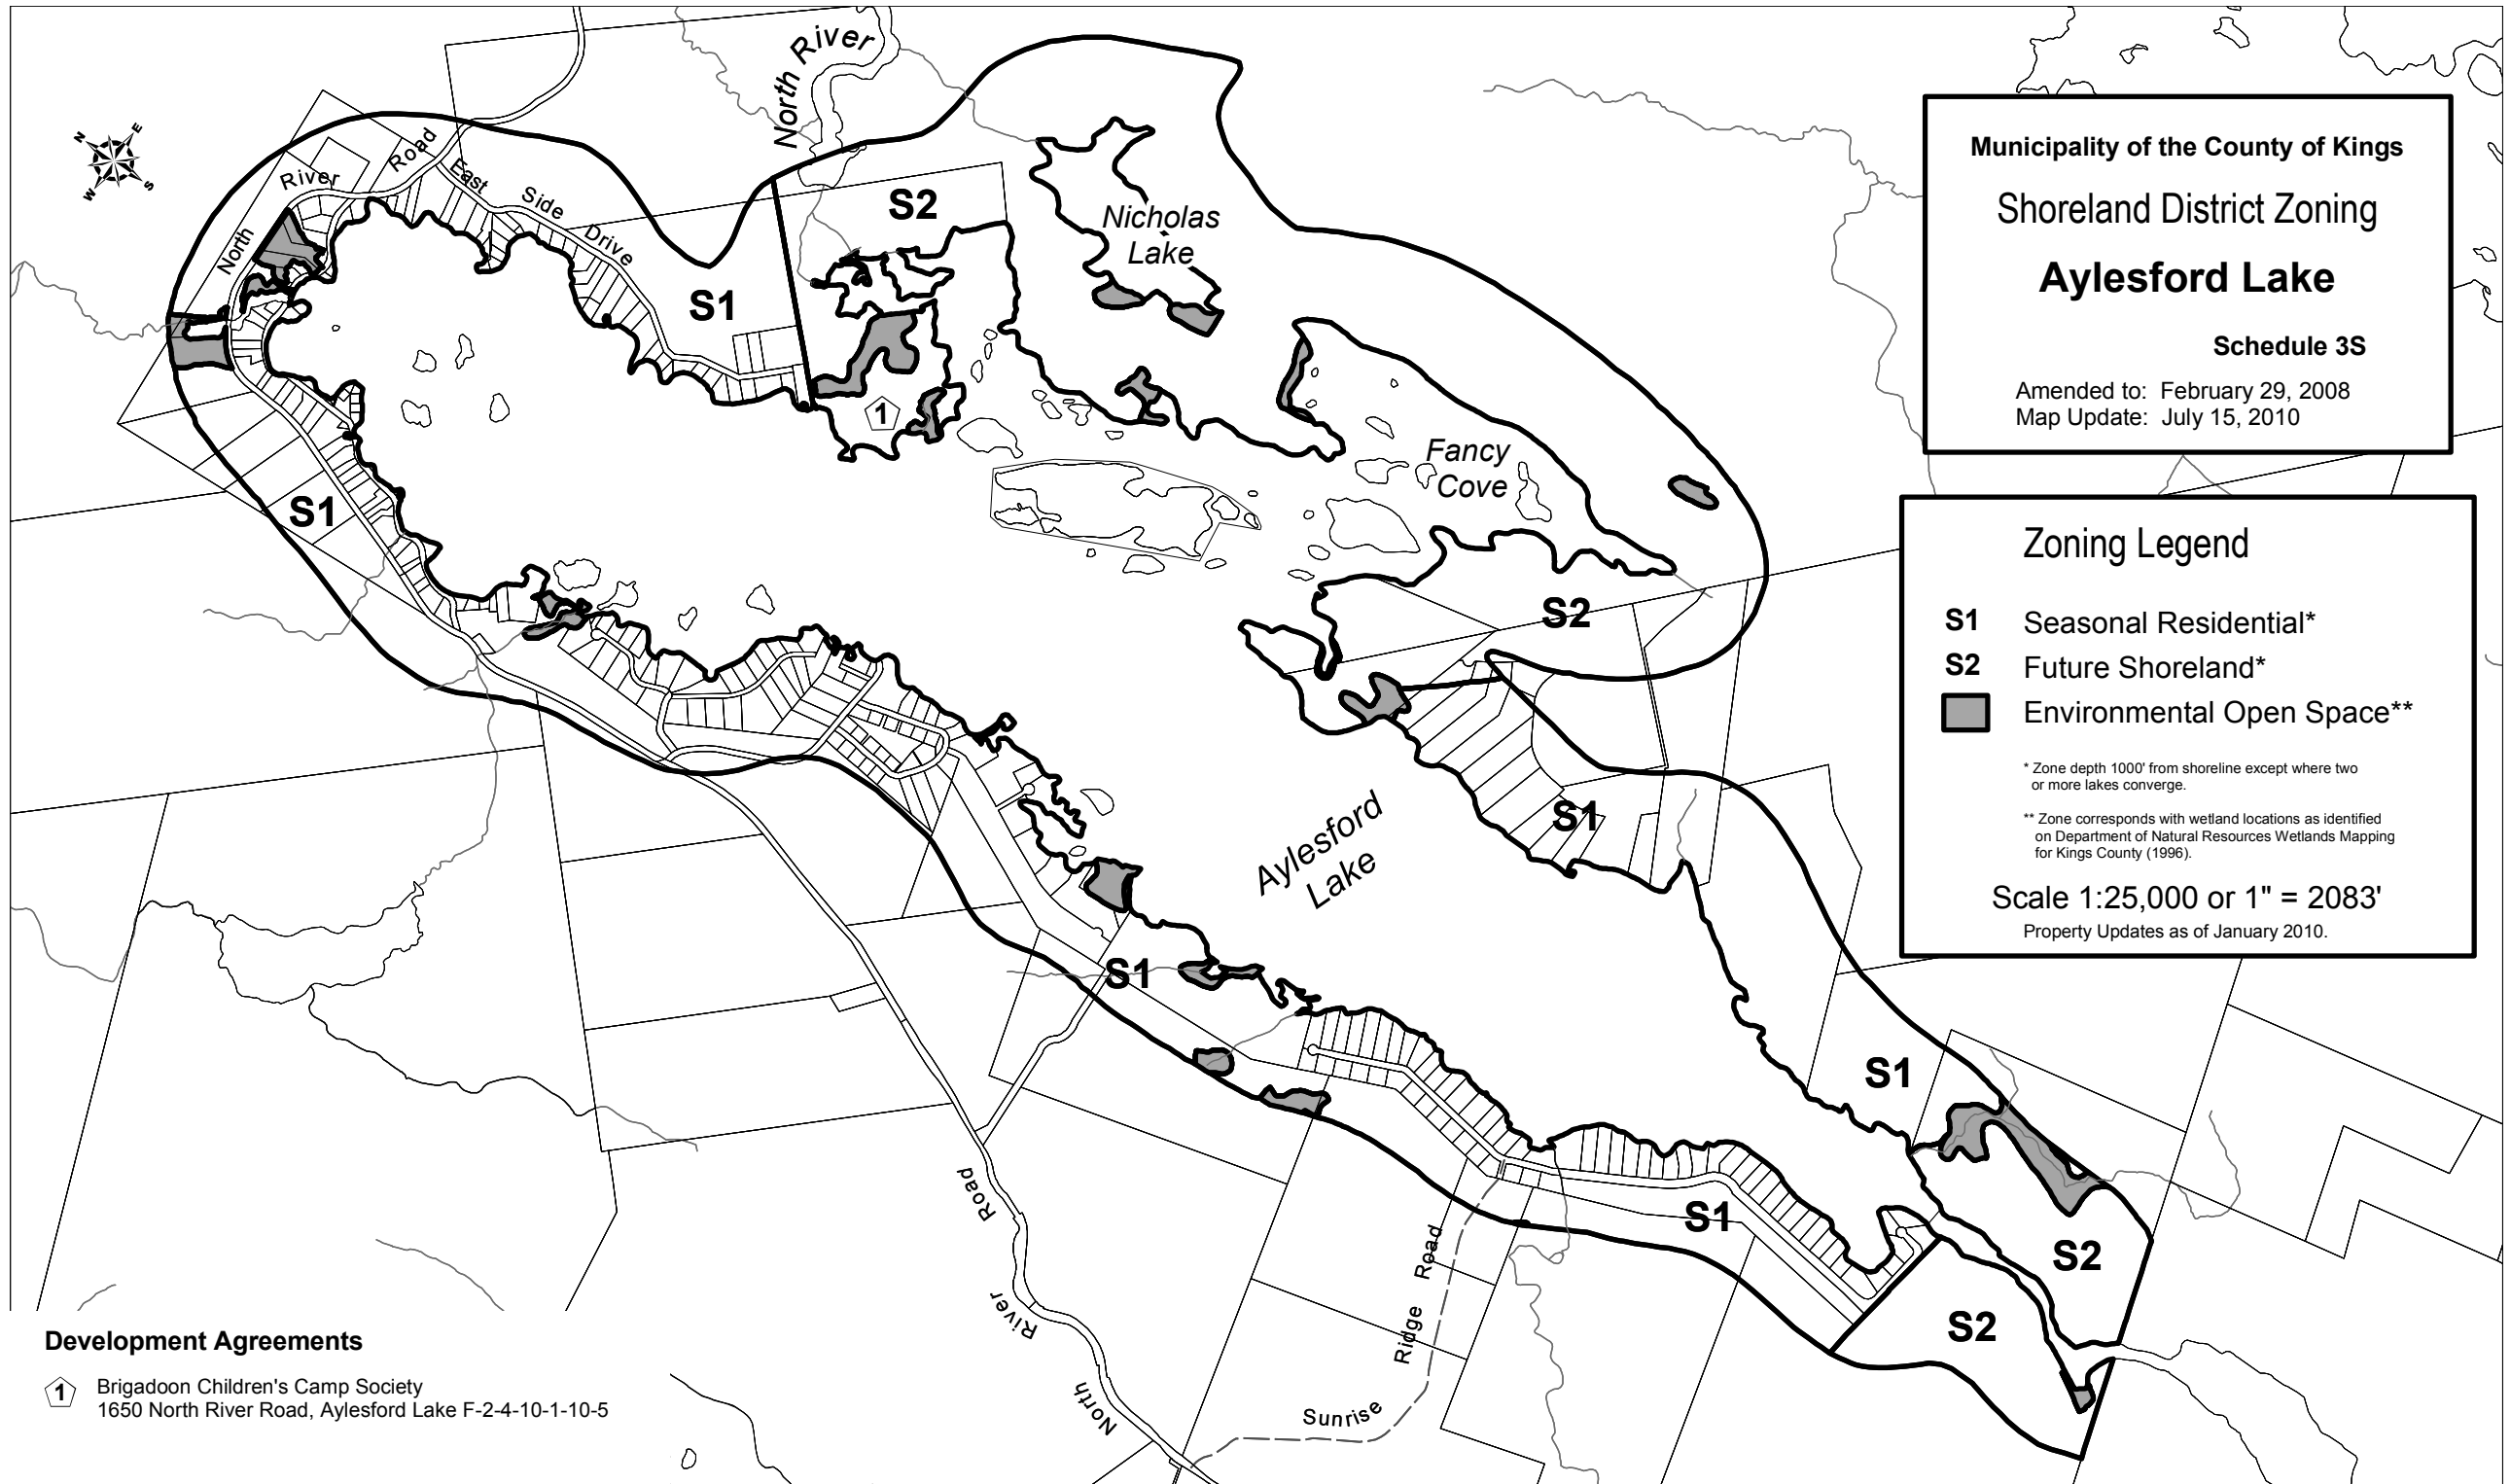 North River
N
E
W
S
North River Road
East Side Drive
S2
Nicholas
Lake
S1
1
Fancy
Cove
S1
S2
S1
Aylesford
Lake
S1
S1
S1
S2
S2
North River Road
Sunrise Ridge Road
Municipality of the County of Kings
Shoreland District Zoning
Aylesford Lake
Schedule 3S
Amended to: February 29, 2008
Map Update: July 15, 2010
Zoning Legend
S1 Seasonal Residential*
S2 Future Shoreland*
Environmental Open Space**
* Zone depth 1000' from shoreline except where two
or more lakes converge.
** Zone corresponds with wetland locations as identified
on Department of Natural Resources Wetlands Mapping
for Kings County (1996).
Scale 1:25,000 or 1" = 2083'
Property Updates as of January 2010.
Development Agreements
1 Brigadoon Children's Camp Society
1650 North River Road, Aylesford Lake F-2-4-10-1-10-5